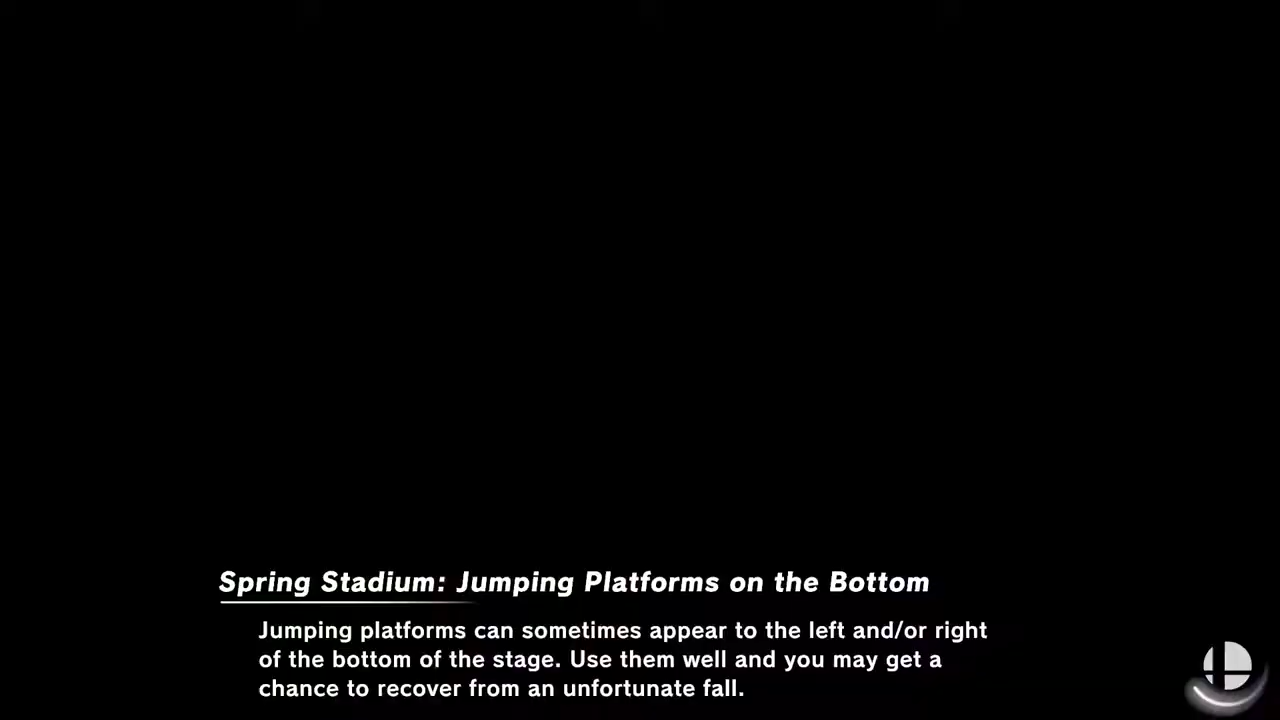 Spring Stadium: Jumping Platforms on the Bottom
Jumping platforms can sometimes appear to the left and/or right
of the bottom of the stage. Use them well and you may get a
chance to recover from an unfortunate fall.